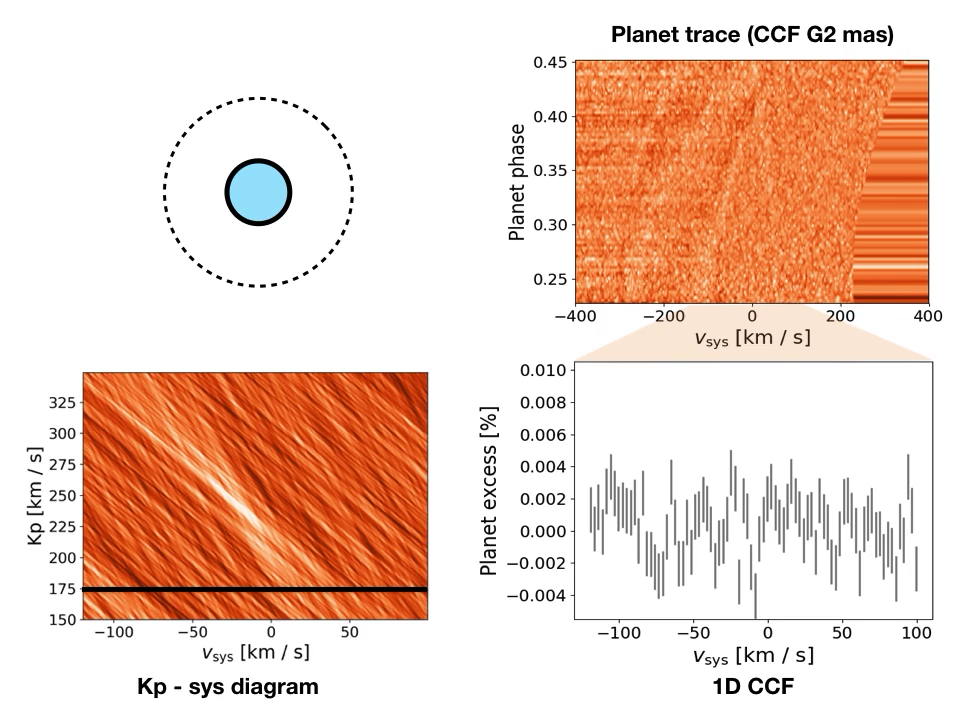 Planet trace (CCF G2 mas)
0.45
0.40
0.35
0.30
0.25
Planet phase
−400 −200 0 200 400
vsys [km / s]
325
300
275
250
225
200
175
150
Kp [km / s]
−100 −50 0 50
vsys [km / s]
Kp - sys diagram
0.010
0.008
0.006
0.004
0.002
0.000
−0.002
−0.004
Planet excess [%]
−100 −50 0 50 100
vsys [km / s]
1D CCF